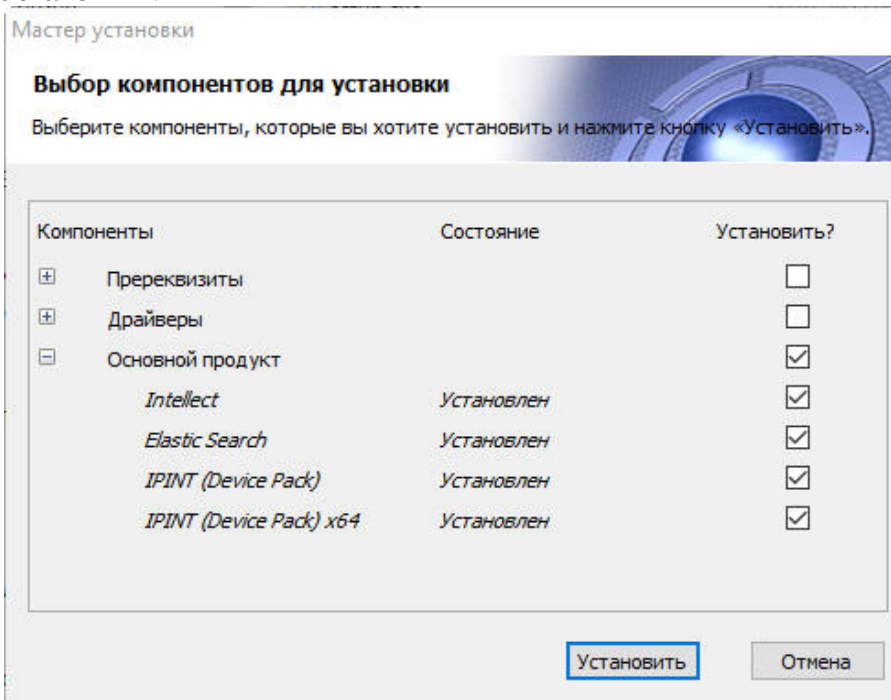 Мастер установки
Выбор компонентов для установки
Выберите компоненты, которые вы хотите установить и нажмите кнопку «Установить».
Компоненты Состояние Установить?
Пререквизиты
Драйверы
Основной продукт
Intellect Установлен
Elastic Search Установлен
IPINT (Device Pack) Установлен
IPINT (Device Pack) x64 Установлен
Установить Отмена